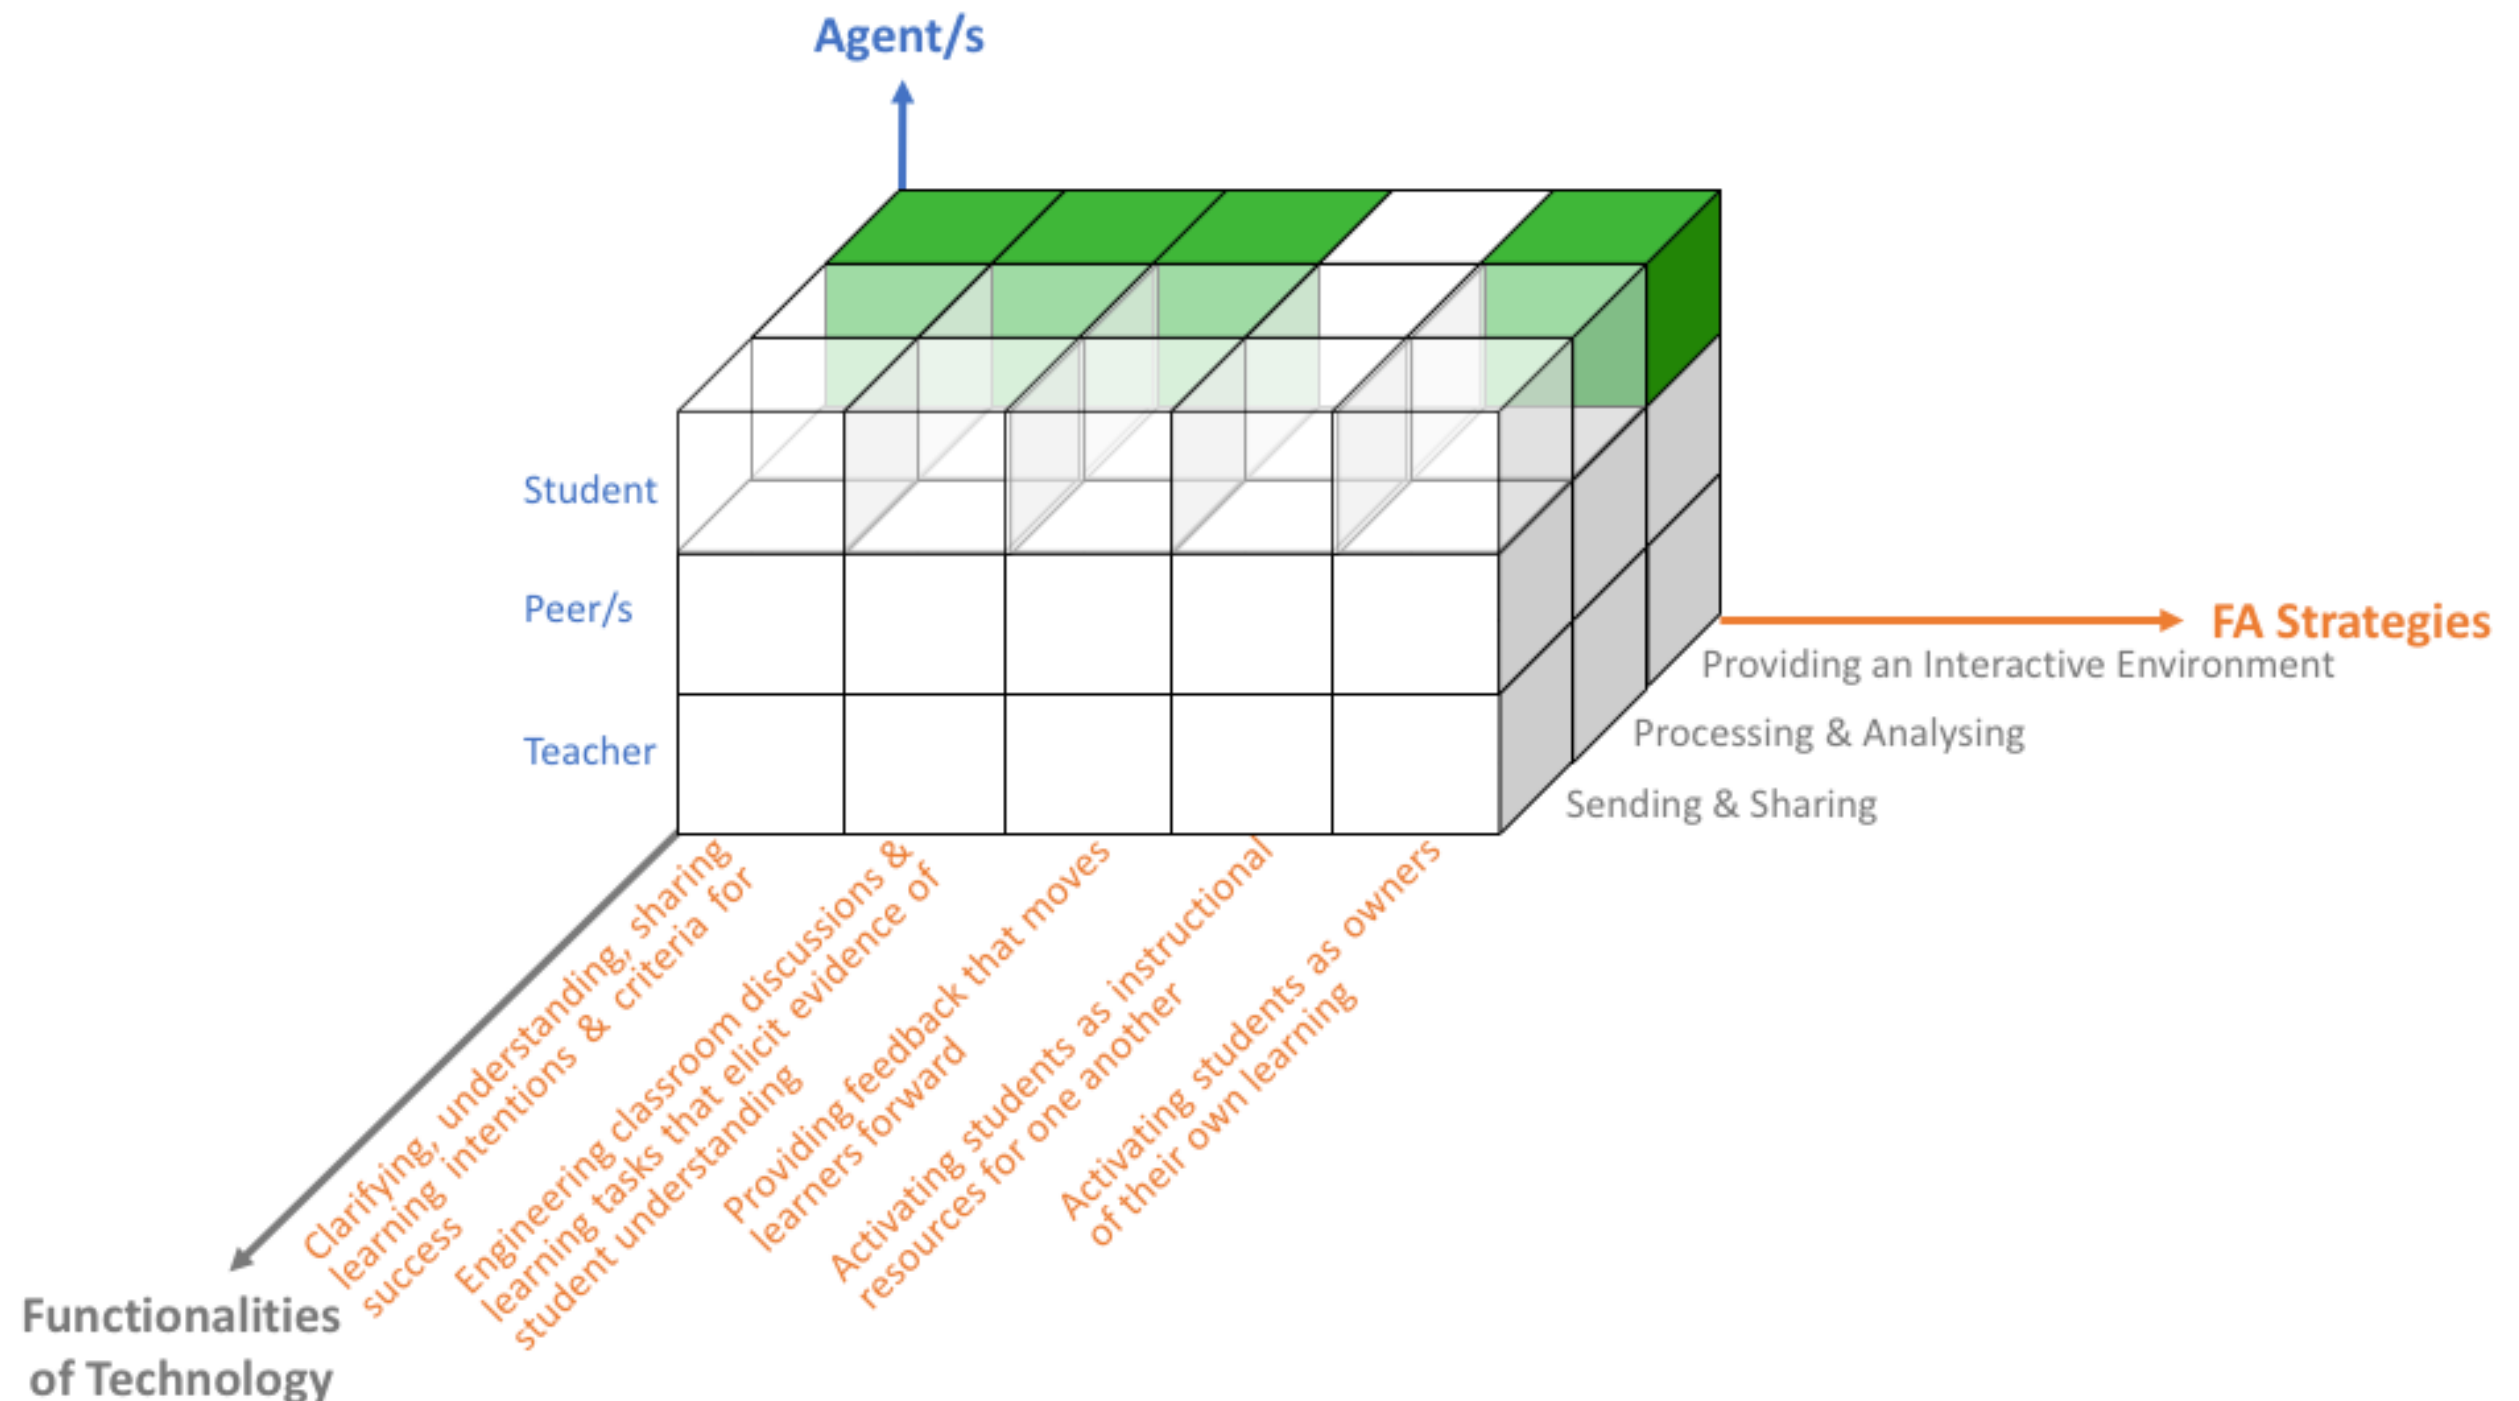 Agent/s
Student
Peer/s
Teacher
FA Strategies
Providing an Interactive Environment
Processing & Analysing
Sending & Sharing
Clarifying, understanding, sharing
learning intentions & criteria for
success
Engineering classroom discussions &
learning tasks that elicit evidence of
student understanding
Providing feedback that moves
learners forward
Activating students as instructional
resources for one another
Activating students as owners
of their own learning
Functionalities
of Technology